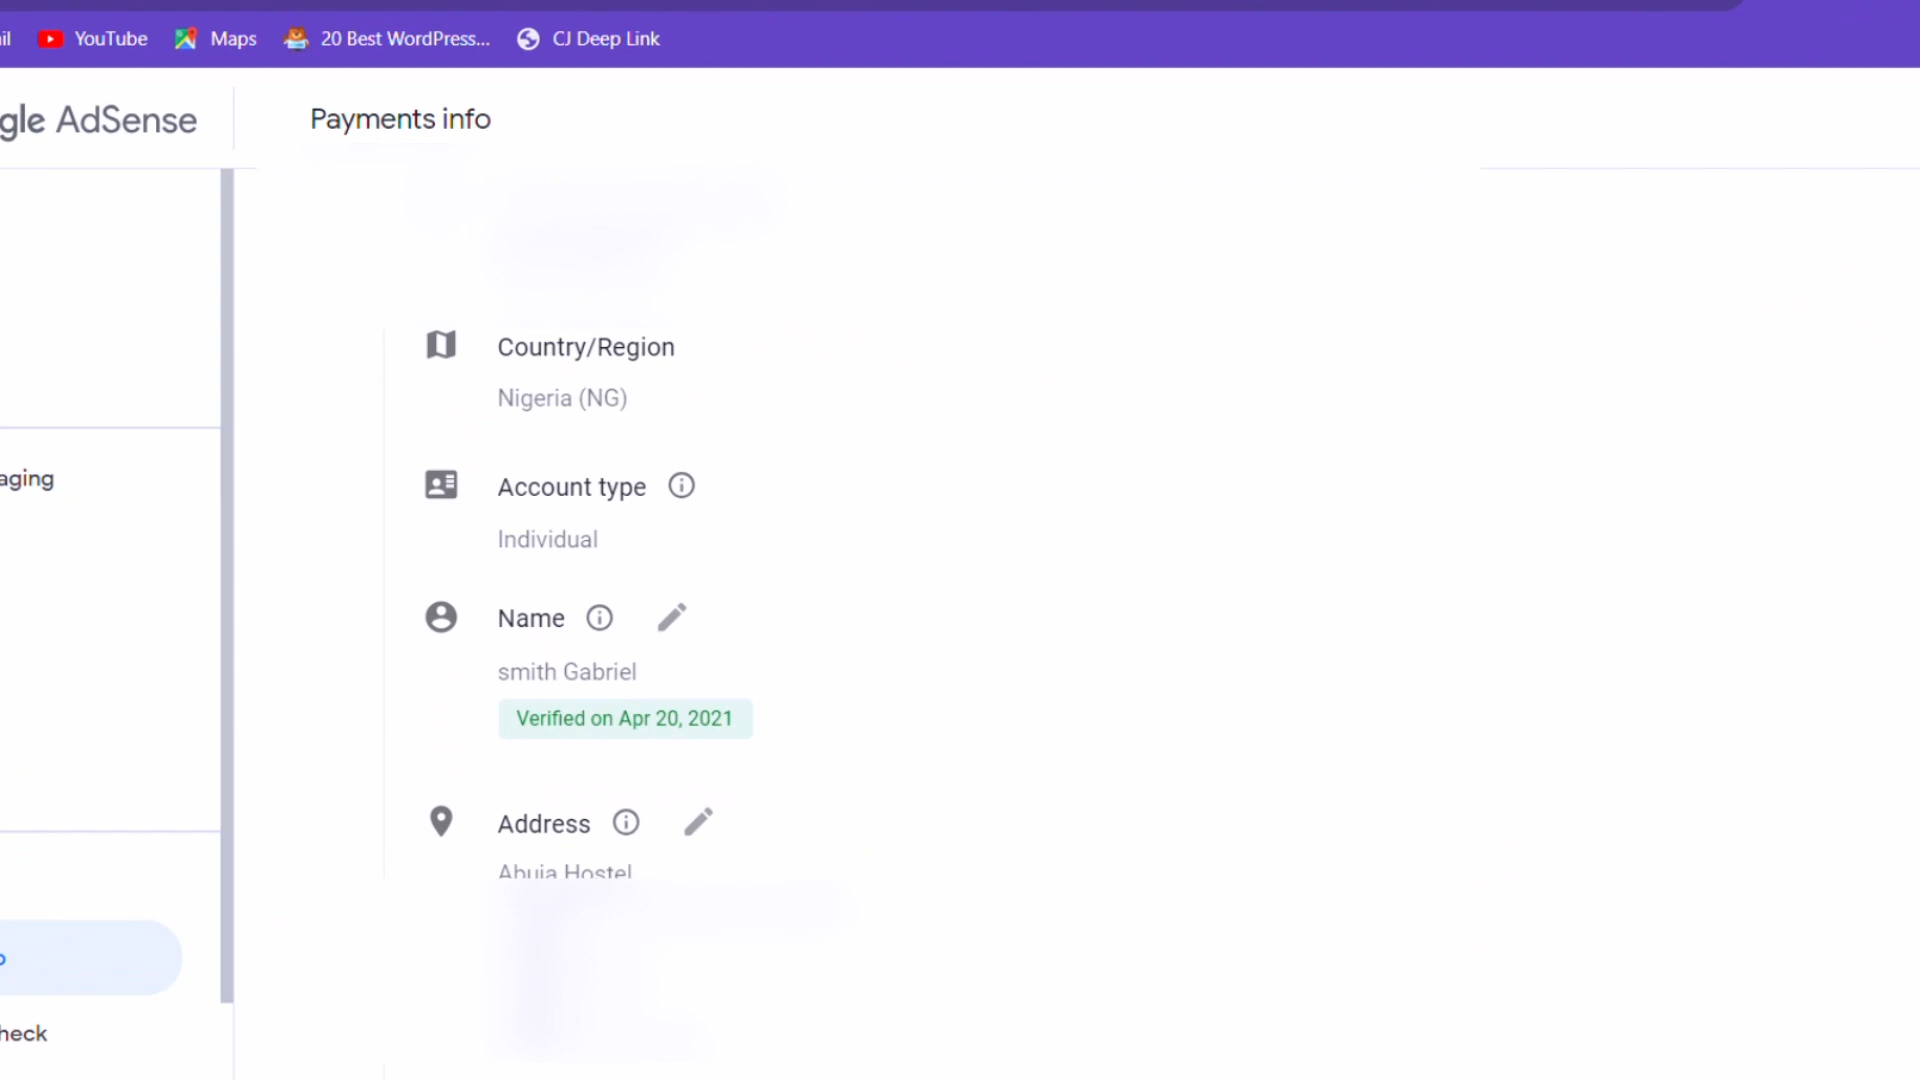 il YouTube Maps 20 Best WordPress... CJ Deep Link
gle AdSense
Payments info
Country/Region
Nigeria (NG)
aging
Account type
Individual
Name
smith Gabriel
Verified on Apr 20, 2021
Address
Abuja Hostel
o
heck